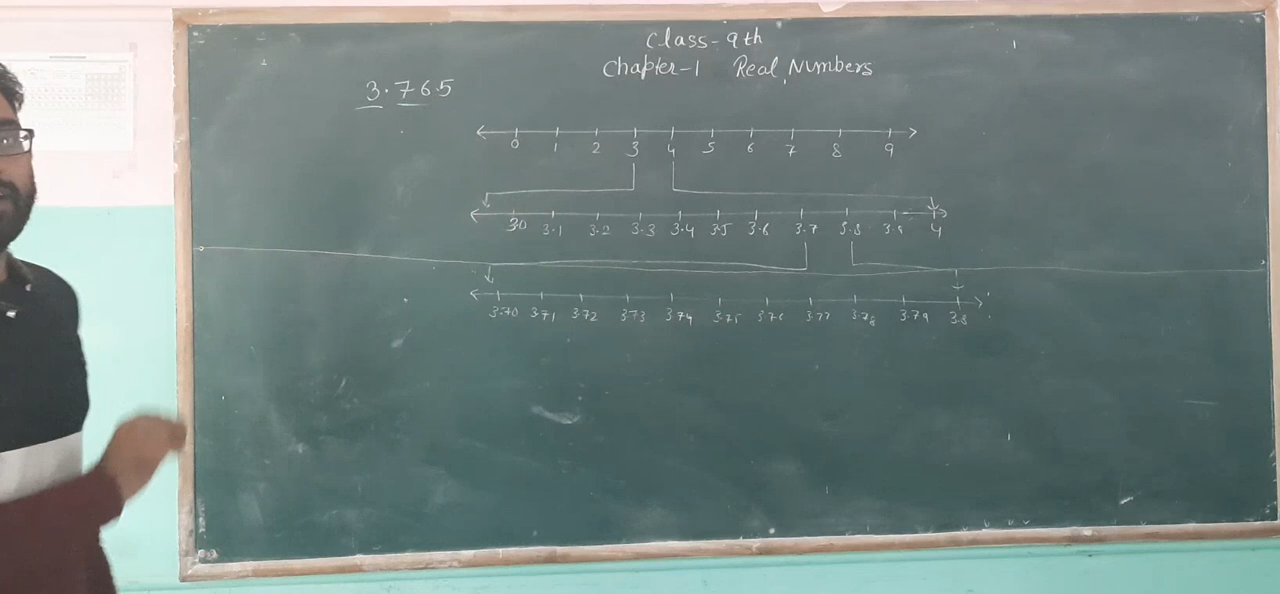 Class-9th
Chapter-1 Real Numbers
3.765
0 1 2 3 4 5 6 7 8 9
3.0 3.1 3.2 3.3 3.4 3.5 3.6 3.7 3.8 3.9 4
3.70 3.71 3.72 3.73 3.74 3.75 3.76 3.77 3.78 3.79 3.8